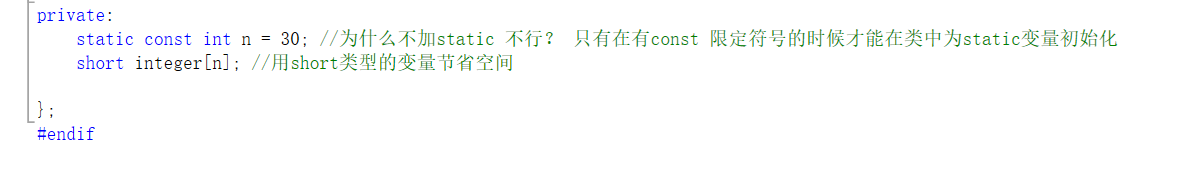 private:
static const int n = 30; //为什么不加static 不行？ 只有在有const 限定符号的时候才能在类中为static变量初始化
short integer[n]; //用short类型的变量节省空间
};
#endif